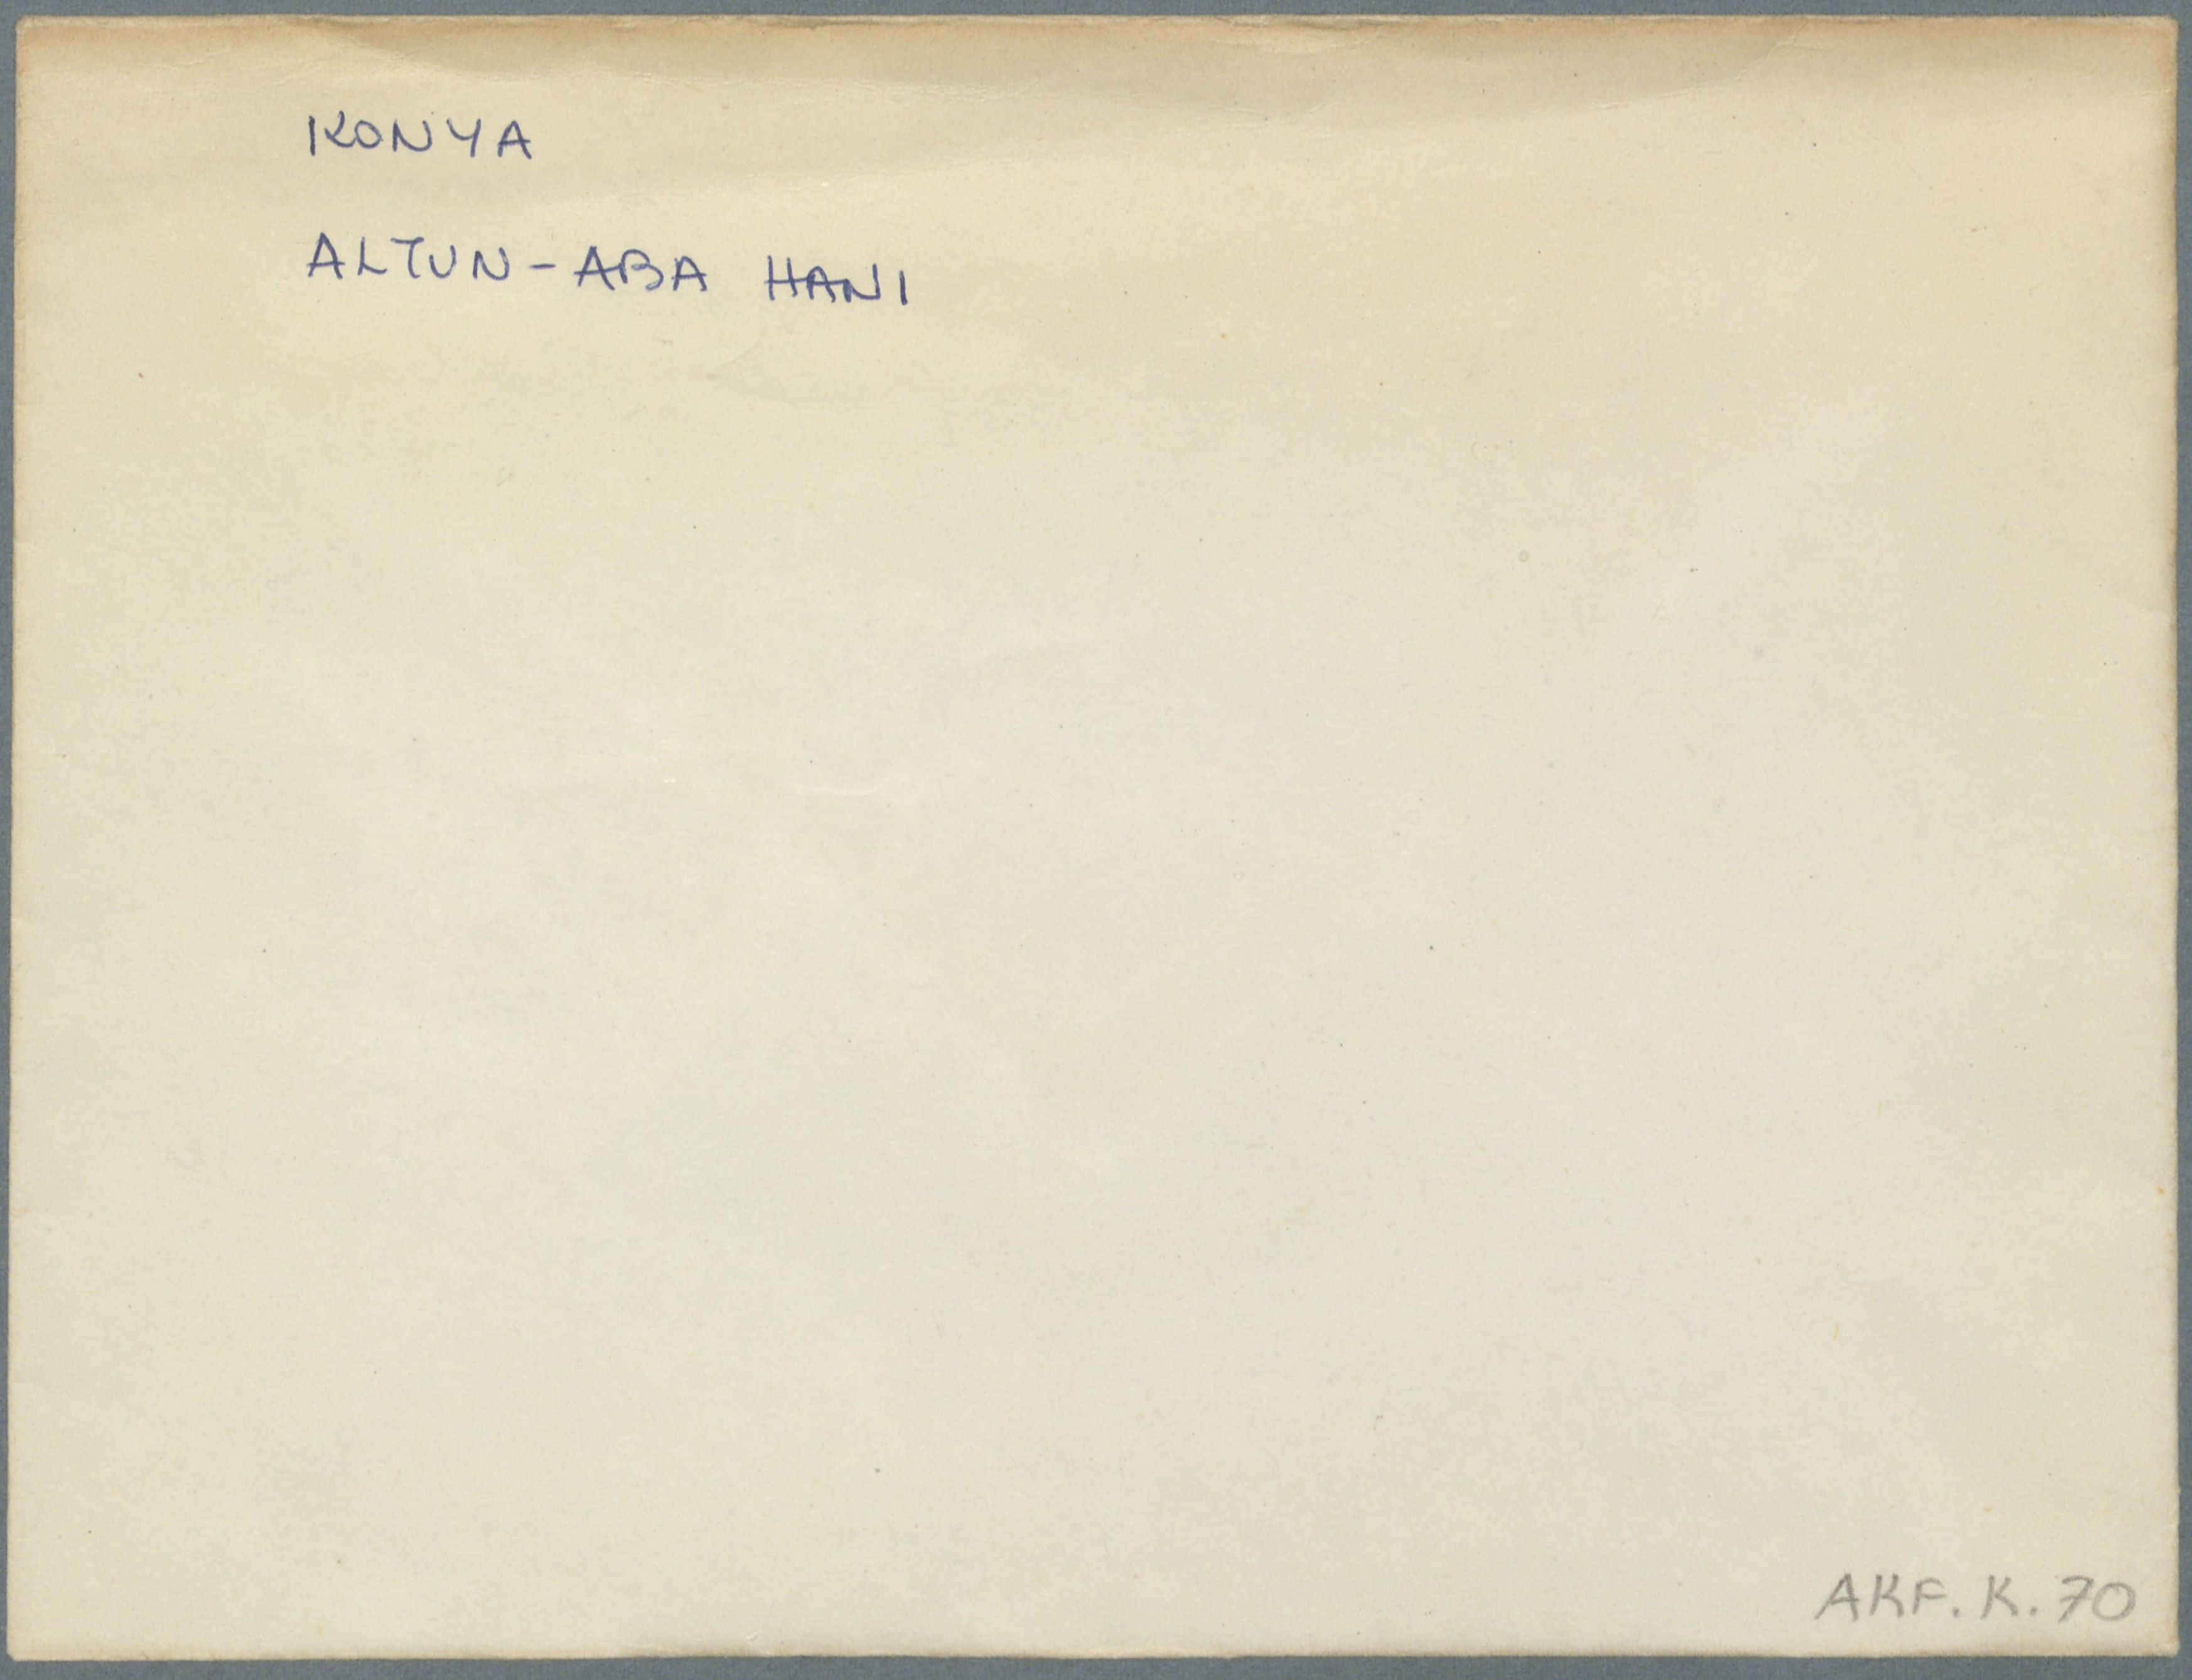 KONYA
ALTUN-ABA HANI
AKF. K. 70